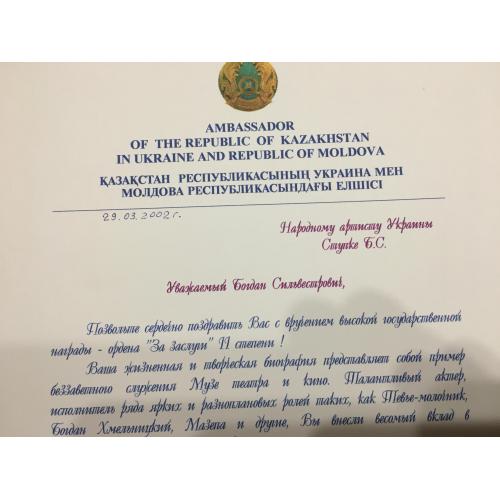 AMBASSADOR
OF THE REPUBLIC OF KAZAKHSTAN
IN UKRAINE AND REPUBLIC OF MOLDOVA
ҚАЗАҚСТАН РЕСПУБЛИКАСЫНЫҢ УКРАИНА МЕН
МОЛДОВА РЕСПУБЛИКАСЫНДАҒЫ ЕЛШІСІ
29.03.2002 г.
Народному артисту Украины
Ступке Б.С.
Уважаемый Богдан Сильвестрович,
Позвольте сердечно поздравить Вас с вручением высокой государственной
награды - ордена "За заслуги" II степени !
Ваша жизненная и творческая биография представляет собой пример
беззаветного служения Музе театра и кино. Талантливый актер,
исполнитель ряда ярких и разноплановых ролей таких, как Тевье-молочник,
Богдан Хмельницкий, Мазепа и другие, Вы внесли весомый вклад в